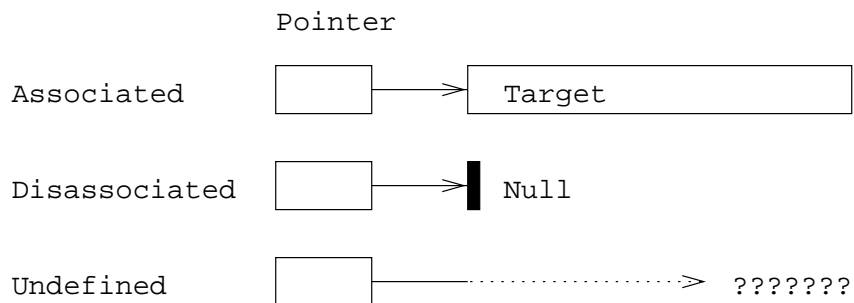 Pointer
Associated Target
Disassociated Null
Undefined ???????